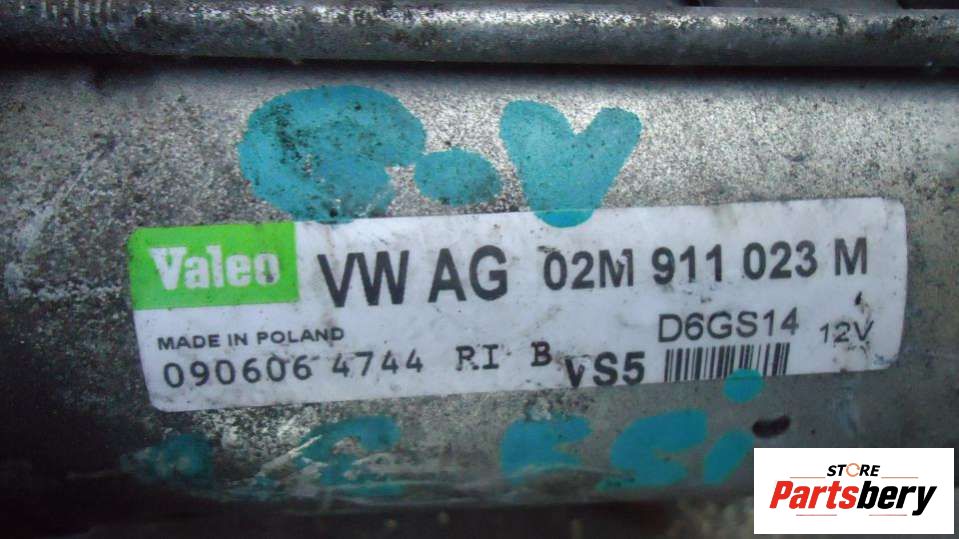 Valeo VW AG 02M 911 023 M
MADE IN POLAND D6GS14 12V
090606 4744 RI B VS5
STORE
Partsbery